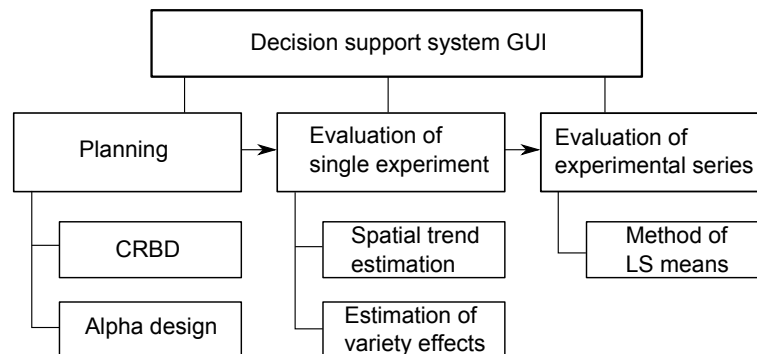 Decision support system GUI
Planning
Evaluation of
single experiment
Evaluation of
experimental series
CRBD
Spatial trend
estimation
Method of
LS means
Alpha design
Estimation of
variety effects